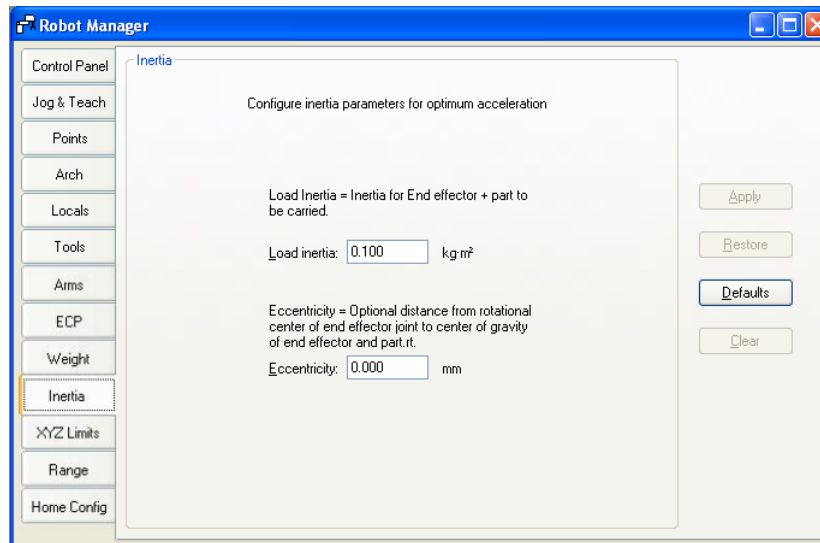 Robot Manager
Control Panel
Jog & Teach
Points
Arch
Locals
Tools
Arms
ECP
Weight
Inertia
XYZ Limits
Range
Home Config
Inertia
Configure inertia parameters for optimum acceleration
Load Inertia = Inertia for End effector + part to
be carried.
Load inertia: 0.100 kg·m²
Eccentricity = Optional distance from rotational
center of end effector joint to center of gravity
of end effector and part.rt.
Eccentricity: 0.000 mm
Apply
Restore
Defaults
Clear